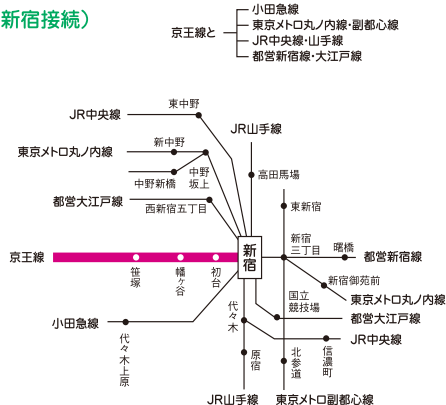 新宿接続）
京王線と
小田急線
東京メトロ丸ノ内線・副都心線
JR中央線・山手線
都営新宿線・大江戸線
東中野
JR中央線
JR山手線
新中野
東京メトロ丸ノ内線
中野
坂上
高田馬場
中野新橋
都営大江戸線
西新宿五丁目
東新宿
新宿
三丁目
曙橋
京王線
新宿
都営新宿線
笹塚
幡ヶ谷
初台
新宿御苑前
国立
競技場
東京メトロ丸ノ内線
代々木
都営大江戸線
小田急線
代々木上原
JR中央線
原宿
北参道
信濃町
JR山手線
東京メトロ副都心線